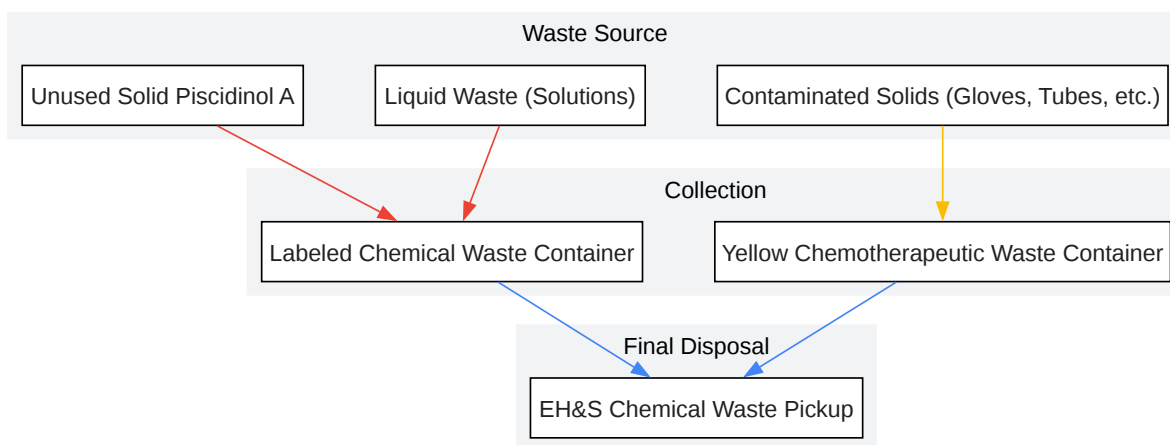 Waste Source
Unused Solid Piscidinol A
Liquid Waste (Solutions)
Contaminated Solids (Gloves, Tubes, etc.)
Collection
Labeled Chemical Waste Container
Yellow Chemotherapeutic Waste Container
Final Disposal
EH&S Chemical Waste Pickup